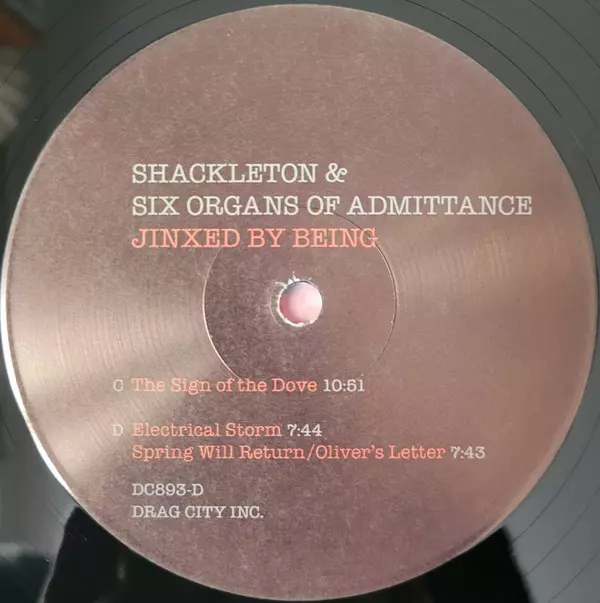 SHACKLETON &
SIX ORGANS OF ADMITTANCE
JINXED BY BEING
C The Sign of the Dove 10:51
D Electrical Storm 7:44
Spring Will Return/Oliver's Letter 7:43
DC893-D
DRAG CITY INC.